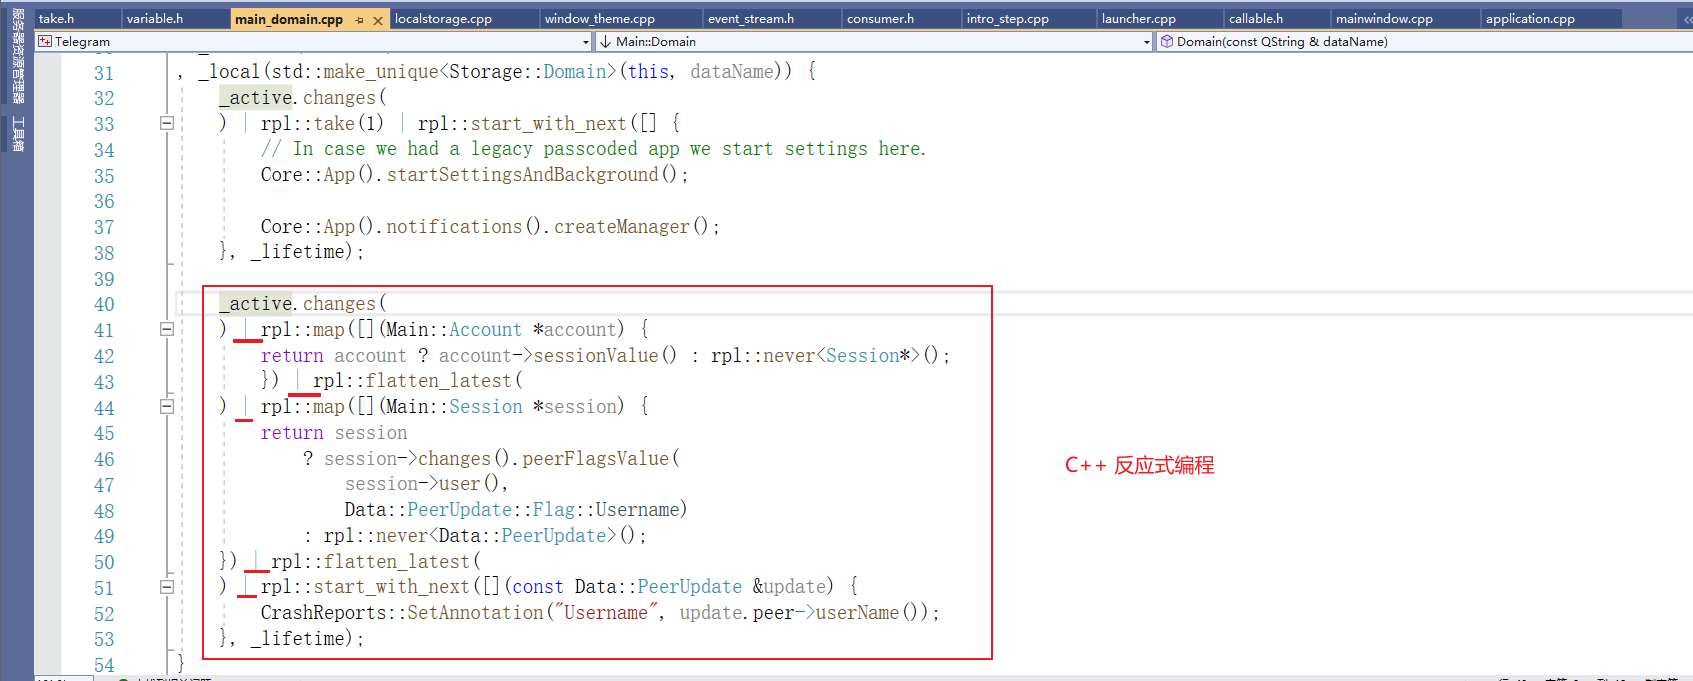 take.h variable.h main_domain.cpp localstorage.cpp window_theme.cpp event_stream.h consumer.h intro_step.cpp launcher.cpp callable.h mainwindow.cpp application.cpp
服务器资源管理器
工具箱
Telegram Main::Domain Domain(const QString & dataName)
31 , _local(std::make_unique<Storage::Domain>(this, dataName)) {
32 _active.changes(
33 ) | rpl::take(1) | rpl::start_with_next([] {
34 // In case we had a legacy passcoded app we start settings here.
35 Core::App().startSettingsAndBackground();
36
37 Core::App().notifications().createManager();
38 }, _lifetime);
39
40 _active.changes(
41 ) | rpl::map([](Main::Account *account) {
42 return account ? account->sessionValue() : rpl::never<Session*>();
43 }) | rpl::flatten_latest(
44 ) | rpl::map([](Main::Session *session) {
45 return session
46 ? session->changes().peerFlagsValue(
47 session->user(),
48 Data::PeerUpdate::Flag::Username)
49 : rpl::never<Data::PeerUpdate>();
50 }) | rpl::flatten_latest(
51 ) | rpl::start_with_next([](const Data::PeerUpdate &update) {
52 CrashReports::SetAnnotation("Username", update.peer->userName());
53 }, _lifetime);
54 }
C++ 反应式编程